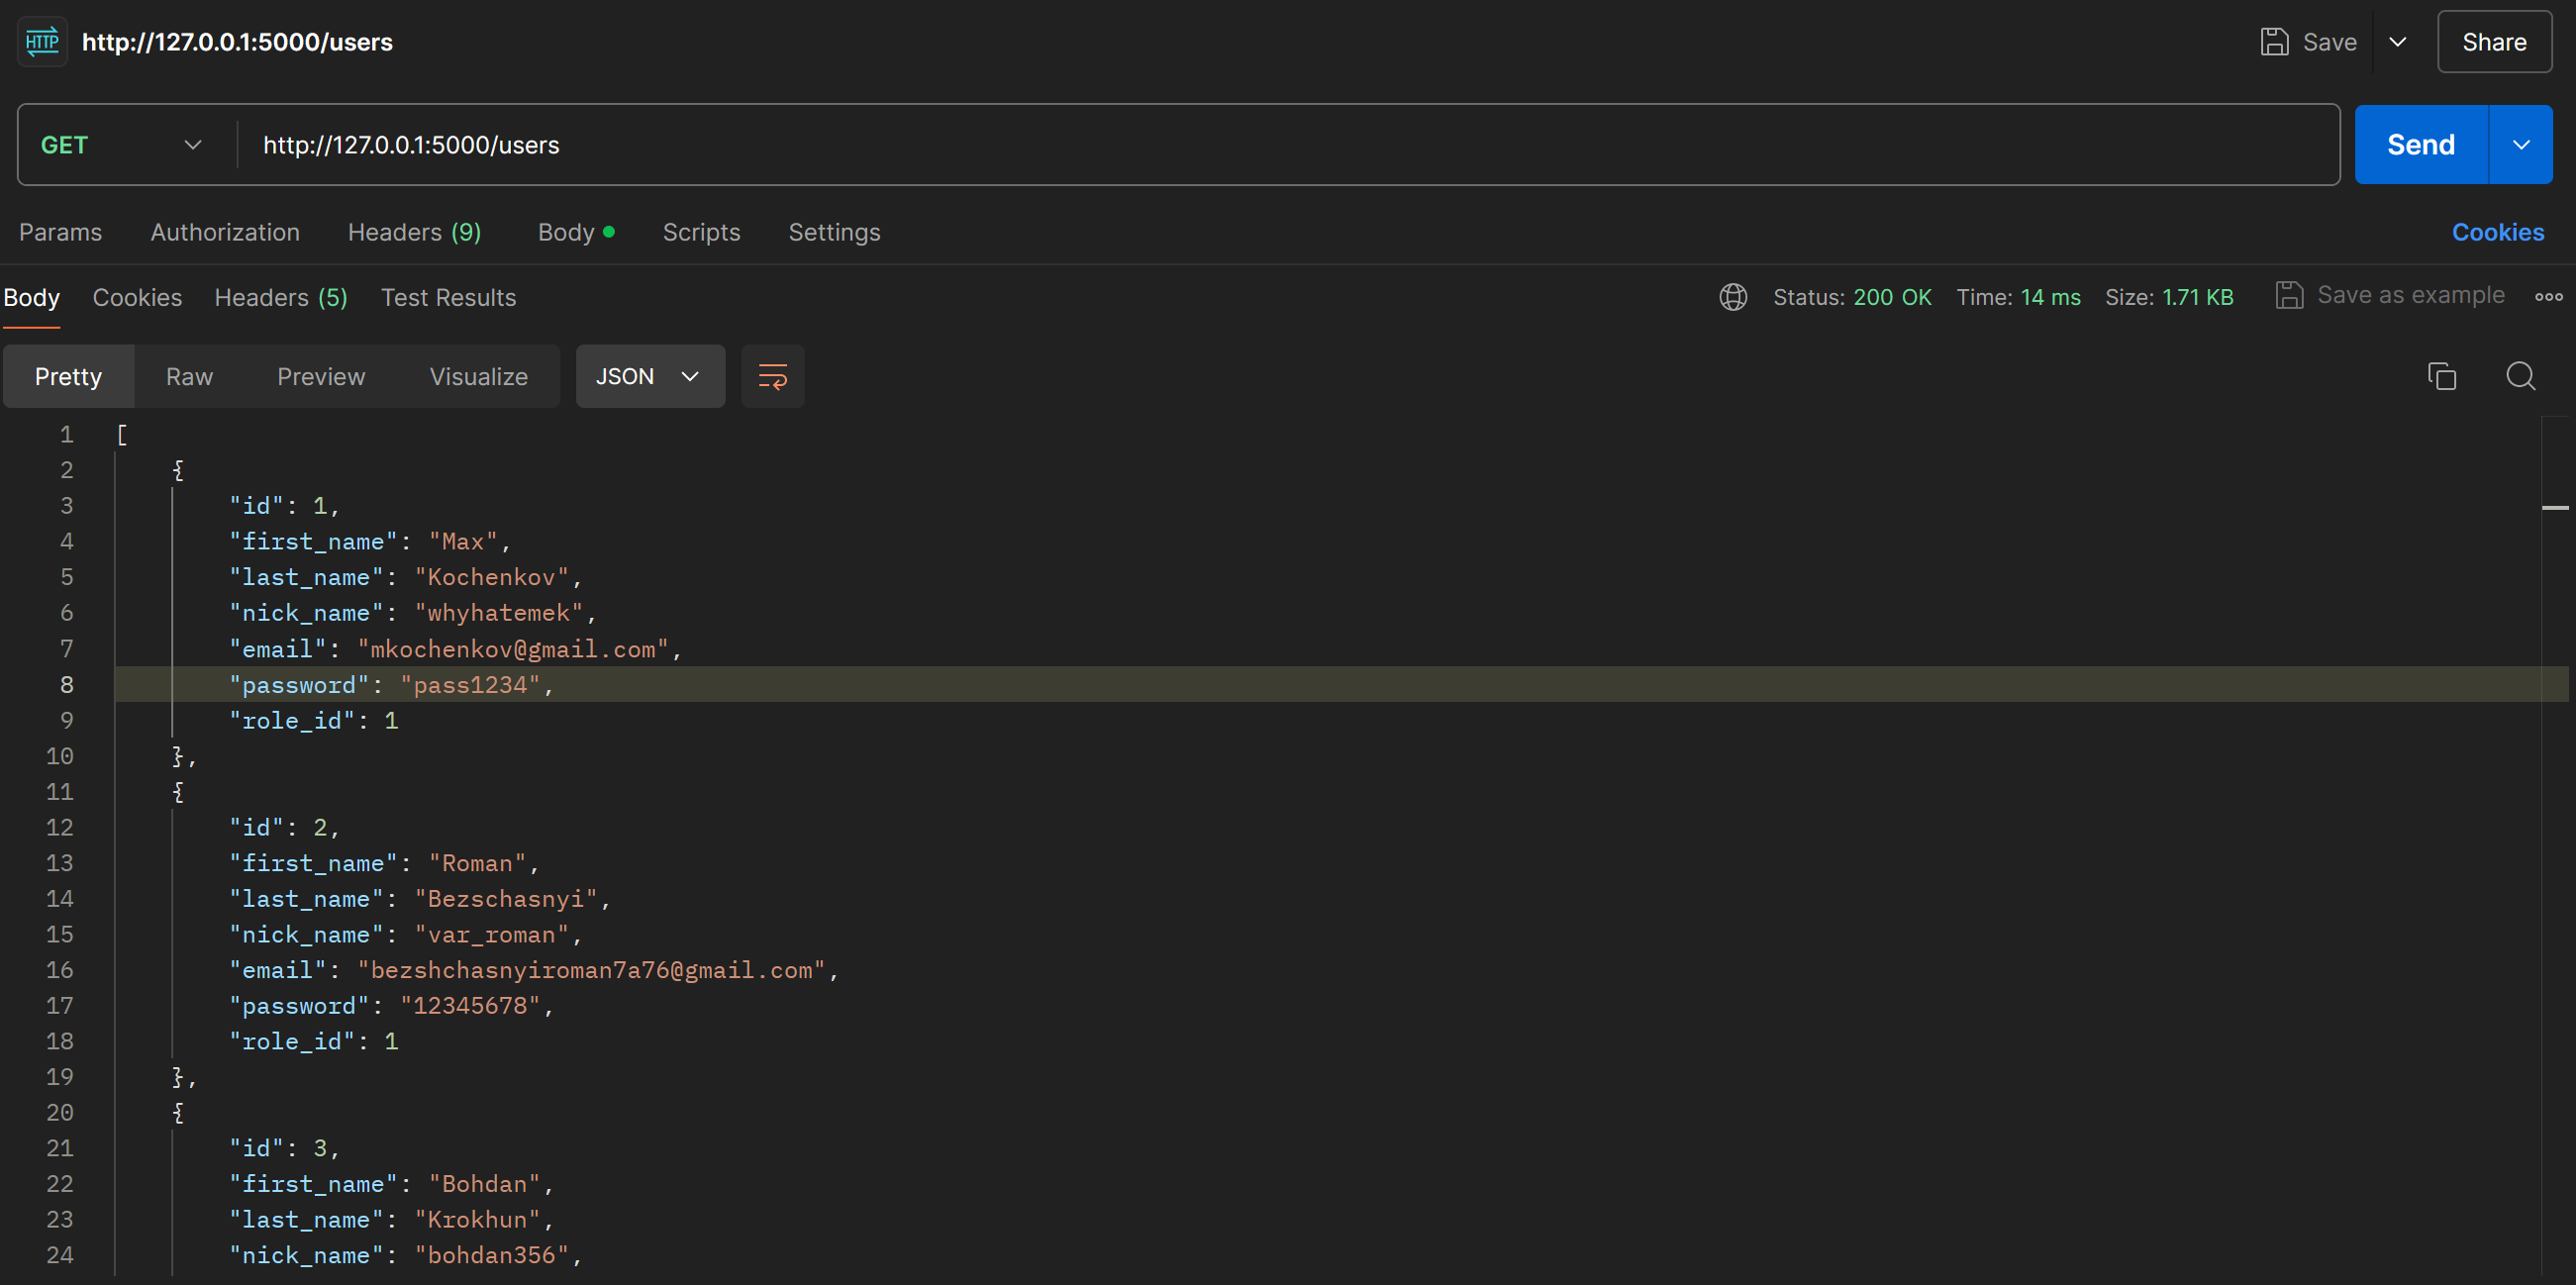 HTTP http://127.0.0.1:5000/users Save Share
GET http://127.0.0.1:5000/users Send
Params Authorization Headers (9) Body Scripts Settings Cookies
Body Cookies Headers (5) Test Results Status: 200 OK Time: 14 ms Size: 1.71 KB Save as example
Pretty Raw Preview Visualize JSON
1 [
2 {
3 "id": 1,
4 "first_name": "Max",
5 "last_name": "Kochenkov",
6 "nick_name": "whyhatemek",
7 "email": "mkochenkov@gmail.com",
8 "password": "pass1234",
9 "role_id": 1
10 },
11 {
12 "id": 2,
13 "first_name": "Roman",
14 "last_name": "Bezschasnyi",
15 "nick_name": "var_roman",
16 "email": "bezshchasnyiroman7a76@gmail.com",
17 "password": "12345678",
18 "role_id": 1
19 },
20 {
21 "id": 3,
22 "first_name": "Bohdan",
23 "last_name": "Krokhun",
24 "nick_name": "bohdan356",